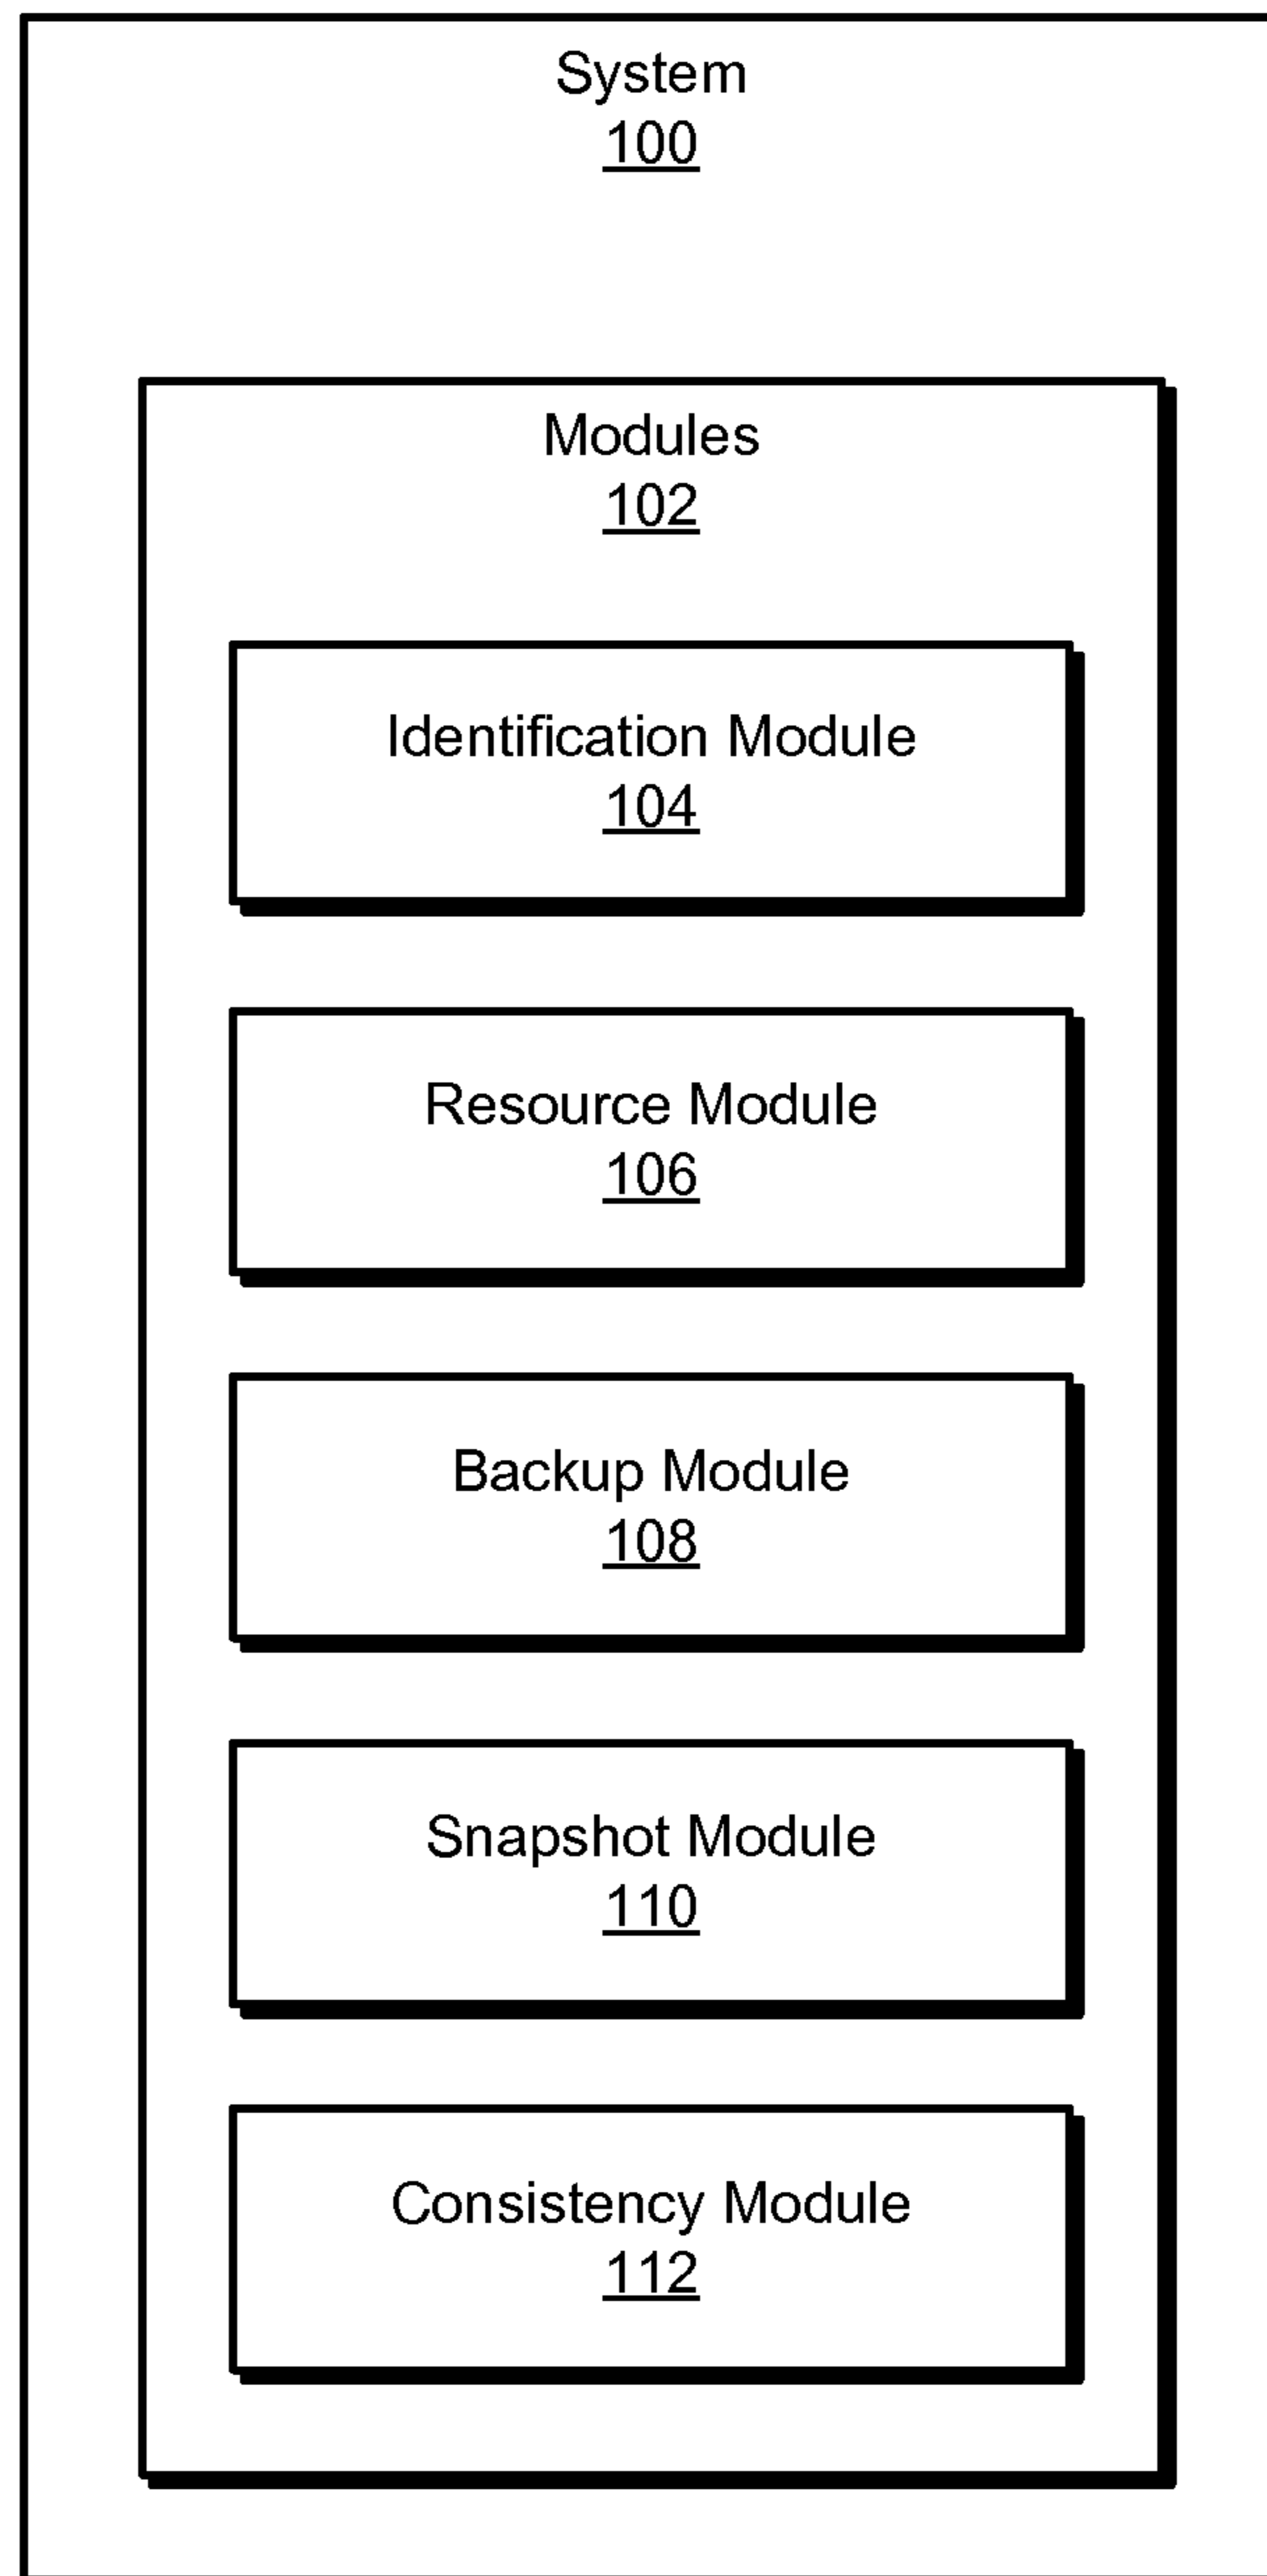 System
100
Modules
102
Identification Module
104
Resource Module
106
Backup Module
108
Snapshot Module
110
Consistency Module
112